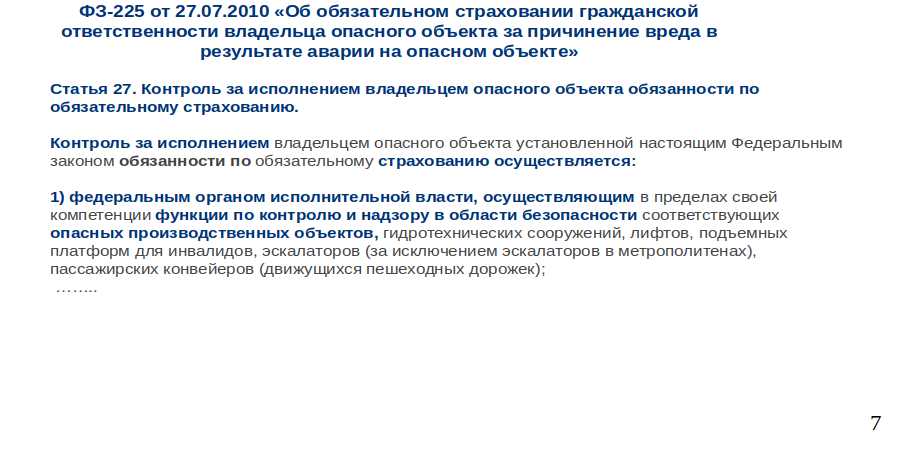 ФЗ-225 от 27.07.2010 «Об обязательном страховании гражданской
ответственности владельца опасного объекта за причинение вреда в
результате аварии на опасном объекте»
Статья 27. Контроль за исполнением владельцем опасного объекта обязанности по
обязательному страхованию.
Контроль за исполнением владельцем опасного объекта установленной настоящим Федеральным
законом обязанности по обязательному страхованию осуществляется:
1) федеральным органом исполнительной власти, осуществляющим в пределах своей
компетенции функции по контролю и надзору в области безопасности соответствующих
опасных производственных объектов, гидротехнических сооружений, лифтов, подъемных
платформ для инвалидов, эскалаторов (за исключением эскалаторов в метрополитенах),
пассажирских конвейеров (движущихся пешеходных дорожек);
……..
7